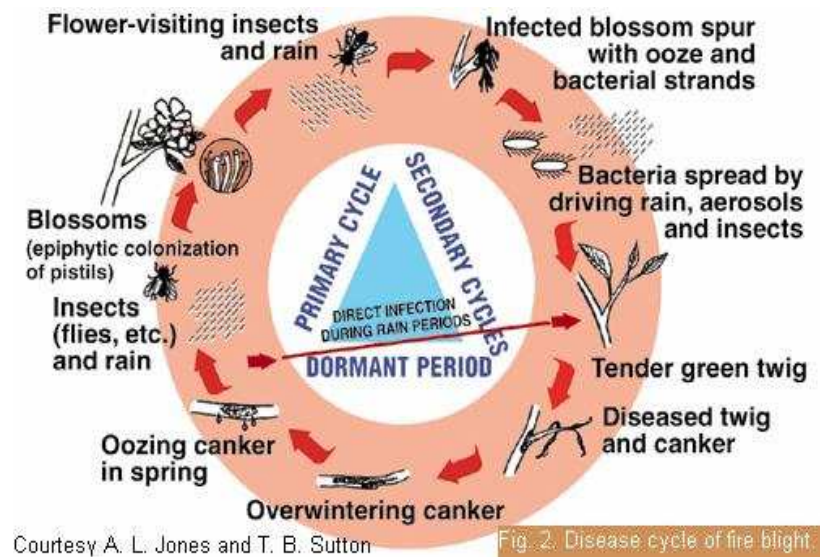 Flower-visiting insects
and rain
Infected blossom spur
with ooze and
bacterial strands
Bacteria spread by
driving rain, aerosols
and insects
Tender green twig
Diseased twig
and canker
Overwintering canker
Oozing canker
in spring
Insects
(flies, etc.)
and rain
Blossoms
(epiphytic colonization
of pistils)
PRIMARY CYCLE
SECONDARY CYCLES
DIRECT INFECTION
DURING RAIN PERIODS
DORMANT PERIOD
Courtesy A. L. Jones and T. B. Sutton
Fig. 2. Disease cycle of fire blight